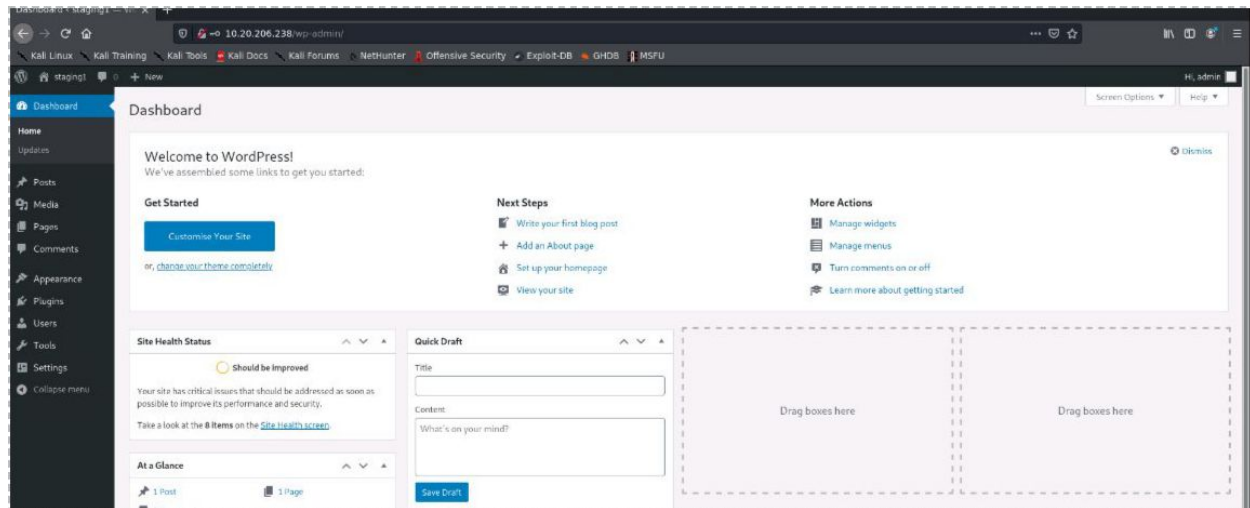 Dashboard ‹ staging1 — W
10.20.206.238/wp-admin/
Kali Linux Kali Training Kali Tools Kali Docs Kali Forums NetHunter Offensive Security Exploit-DB GHDB MSFU
staging1 0 + New Hi, admin
Screen Options Help
Dashboard
Home
Updates
Posts
Media
Pages
Comments
Appearance
Plugins
Users
Tools
Settings
Collapse menu
Dashboard
Welcome to WordPress!
Dismiss
We've assembled some links to get you started:
Get Started
Customise Your Site
or, change your theme completely
Next Steps
Write your first blog post
Add an About page
Set up your homepage
View your site
More Actions
Manage widgets
Manage menus
Turn comments on or off
Learn more about getting started
Site Health Status
Should be improved
Your site has critical issues that should be addressed as soon as
possible to improve its performance and security.
Take a look at the 8 items on the Site Health screen.
At a Glance
1 Post 1 Page
Quick Draft
Title
Content
What's on your mind?
Save Draft
Drag boxes here
Drag boxes here